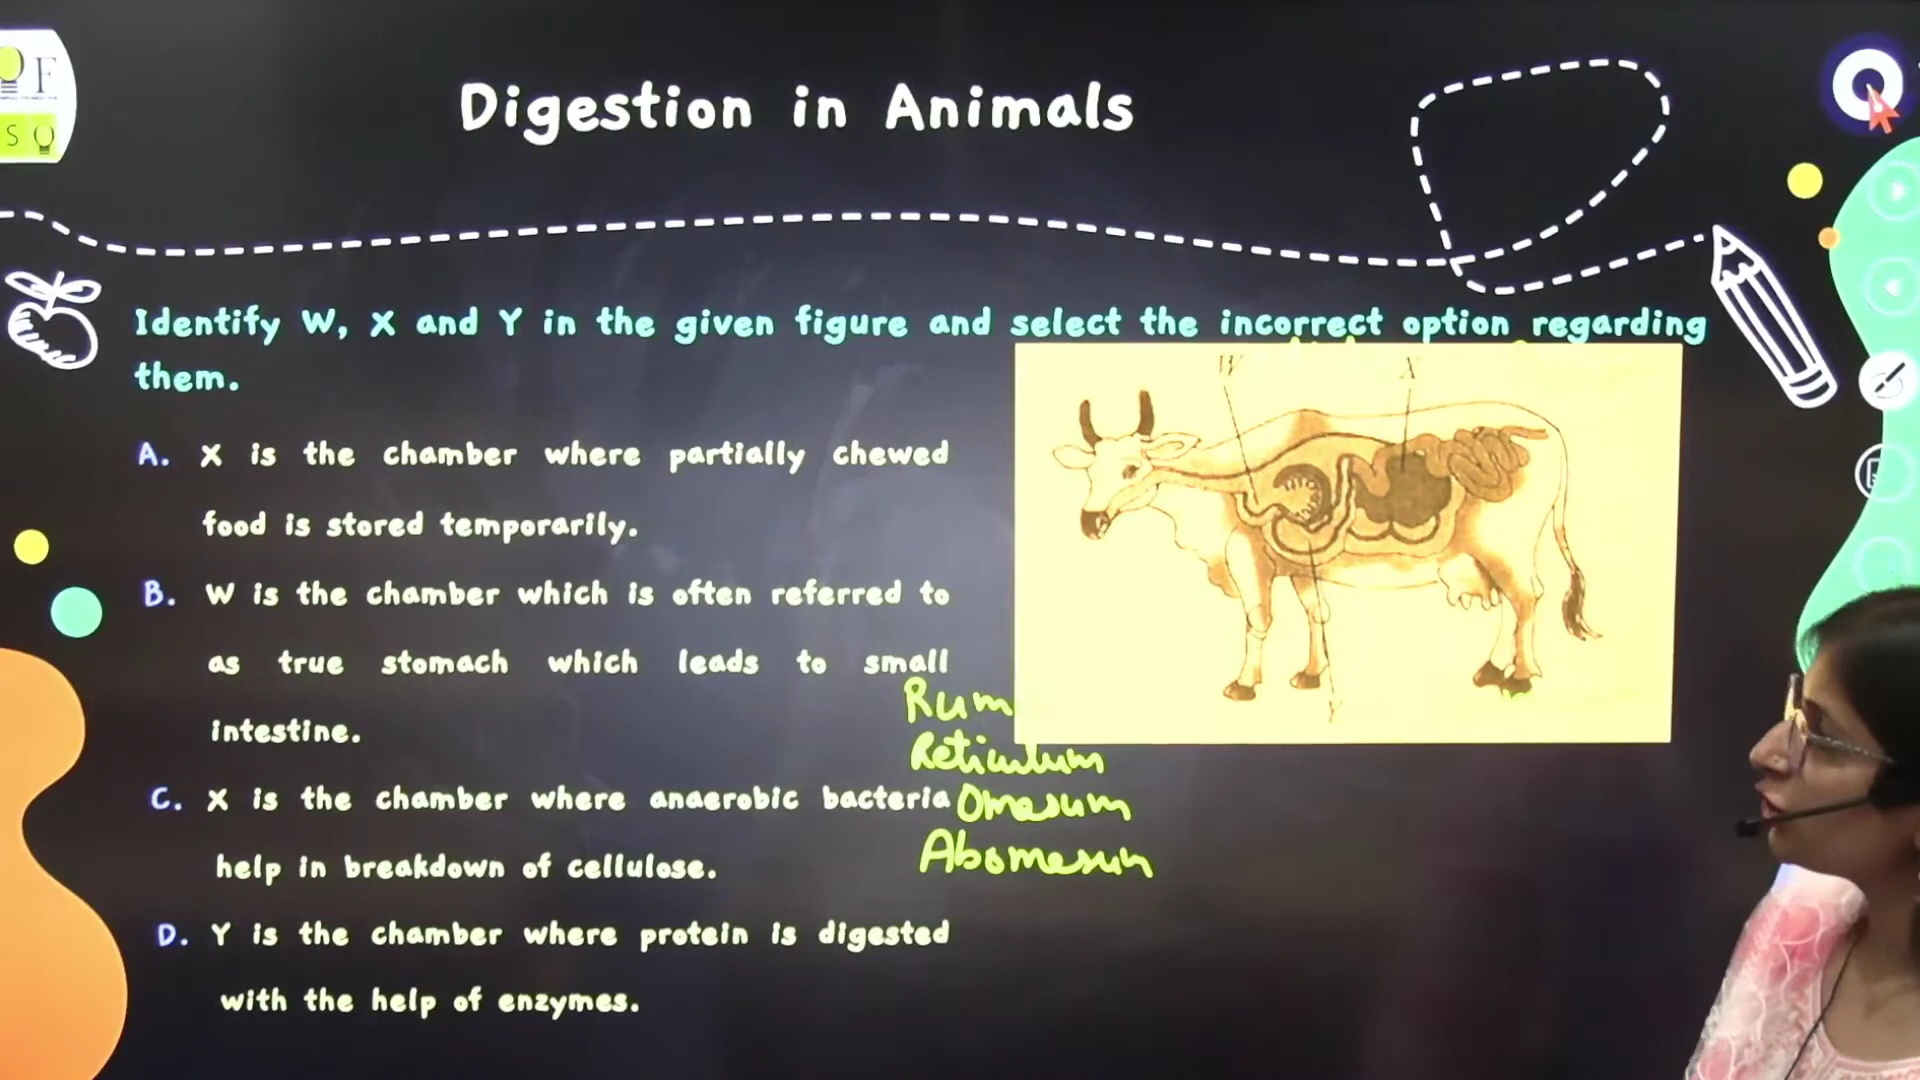 F
S O
Digestion in Animals
Identify W, X and Y in the given figure and select the incorrect option regarding
them.
W X
A. X is the chamber where partially chewed
food is stored temporarily.
B. W is the chamber which is often referred to
as true stomach which leads to small
intestine.
Rum
Reticulum
C. X is the chamber where anaerobic bacteria
Omasum
help in breakdown of cellulose.
Abomasum
D. Y is the chamber where protein is digested
with the help of enzymes.
Y